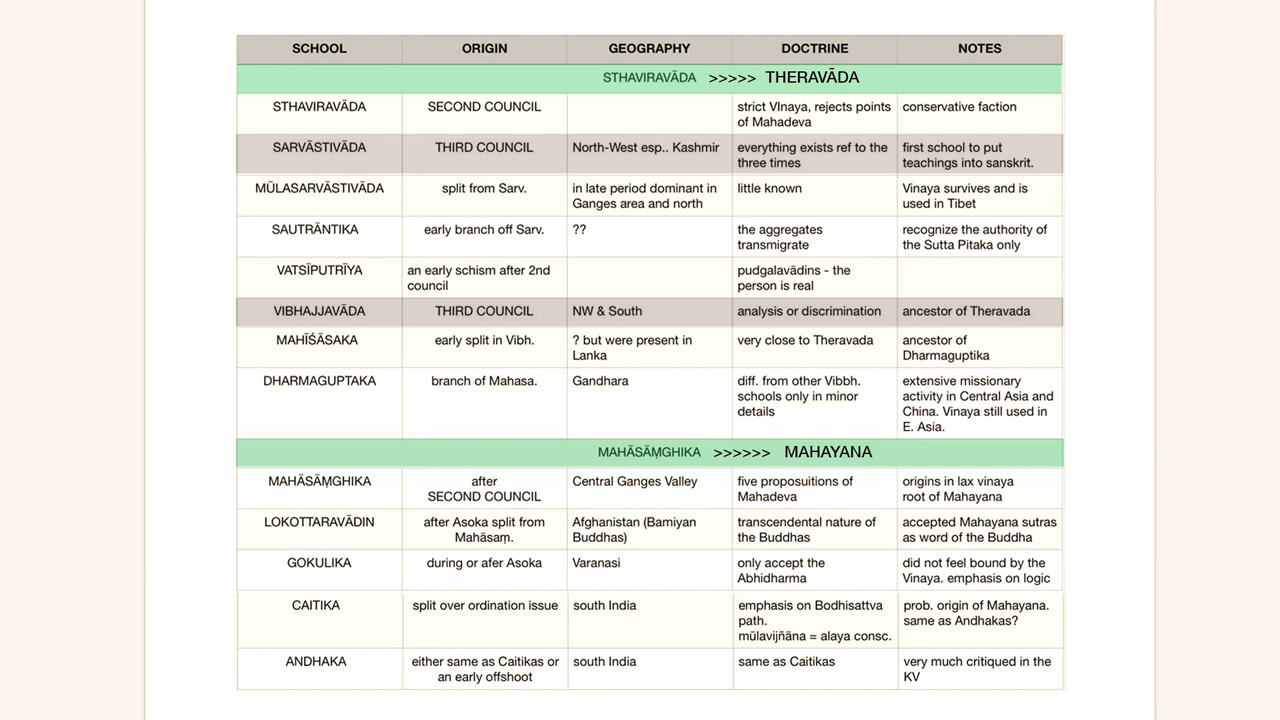 SCHOOL ORIGIN GEOGRAPHY DOCTRINE NOTES
STHAVIRAVĀDA >>>>> THERAVĀDA
STHAVIRAVĀDA SECOND COUNCIL strict VInaya, rejects points conservative faction
of Mahadeva
SARVĀSTIVĀDA THIRD COUNCIL North-West esp.. Kashmir everything exists ref to the first school to put
three times teachings into sanskrit.
MŪLASARVĀSTIVĀDA split from Sarv. in late period dominant in little known Vinaya survives and is
Ganges area and north used in Tibet
SAUTRĀNTIKA early branch off Sarv. ?? the aggregates recognize the authority of
transmigrate the Sutta Pitaka only
VATSĪPUTRĪYA an early schism after 2nd pudgalavādins - the
council person is real
VIBHAJJAVĀDA THIRD COUNCIL NW & South analysis or discrimination ancestor of Theravada
MAHĪŚĀSAKA early split in Vibh. ? but were present in very close to Theravada ancestor of
Lanka Dharmaguptika
DHARMAGUPTAKA branch of Mahasa. Gandhara diff. from other Vibbh. extensive missionary
schools only in minor activity in Central Asia and
details China. Vinaya still used in
E. Asia.
MAHĀSĀṂGHIKA >>>>>> MAHAYANA
MAHĀSĀṂGHIKA after Central Ganges Valley five proposuitions of origins in lax vinaya
SECOND COUNCIL Mahadeva root of Mahayana
LOKOTTARAVĀDIN after Asoka split from Afghanistan (Bamiyan transcendental nature of accepted Mahayana sutras
Mahāsaṃ. Buddhas) the Buddhas as word of the Buddha
GOKULIKA during or afer Asoka Varanasi only accept the did not feel bound by the
Abhidharma Vinaya. emphasis on logic
CAITIKA split over ordination issue south India emphasis on Bodhisattva prob. origin of Mahayana.
path. same as Andhakas?
mūlavijñāna = alaya consc.
ANDHAKA either same as Caitikas or south India same as Caitikas very much critiqued in the
an early offshoot KV